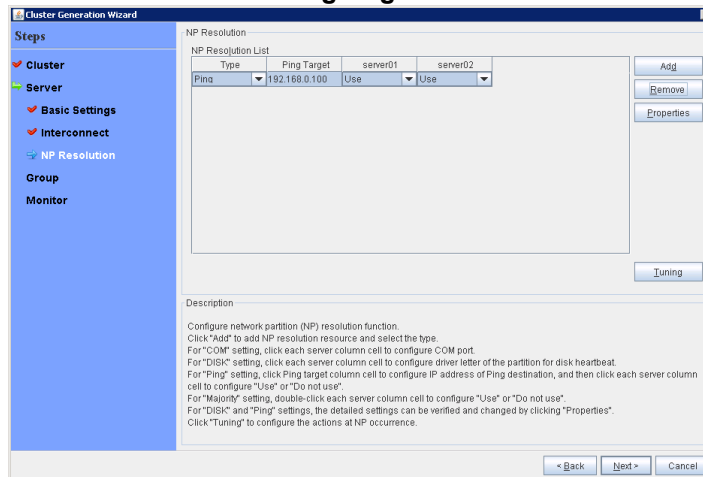 Cluster Generation Wizard
Steps
Cluster
Server
Basic Settings
Interconnect
NP Resolution
Group
Monitor
NP Resolution
NP Resolution List
Type Ping Target server01 server02
Ping 192.168.0.100 Use Use
Add
Remove
Properties
Tuning
Description
Configure network partition (NP) resolution function.
Click "Add" to add NP resolution resource and select the type.
For "COM" setting, click each server column cell to configure COM port.
For "DISK" setting, click each server column cell to configure driver letter of the partition for disk heartbeat.
For "Ping" setting, click Ping target column cell to configure IP address of Ping destination, and then click each server column
cell to configure "Use" or "Do not use".
For "Majority" setting, double-click each server column cell to configure "Use" or "Do not use".
For "DISK" and "Ping" settings, the detailed settings can be verified and changed by clicking "Properties".
Click "Tuning" to configure the actions at NP occurrence.
< Back Next > Cancel